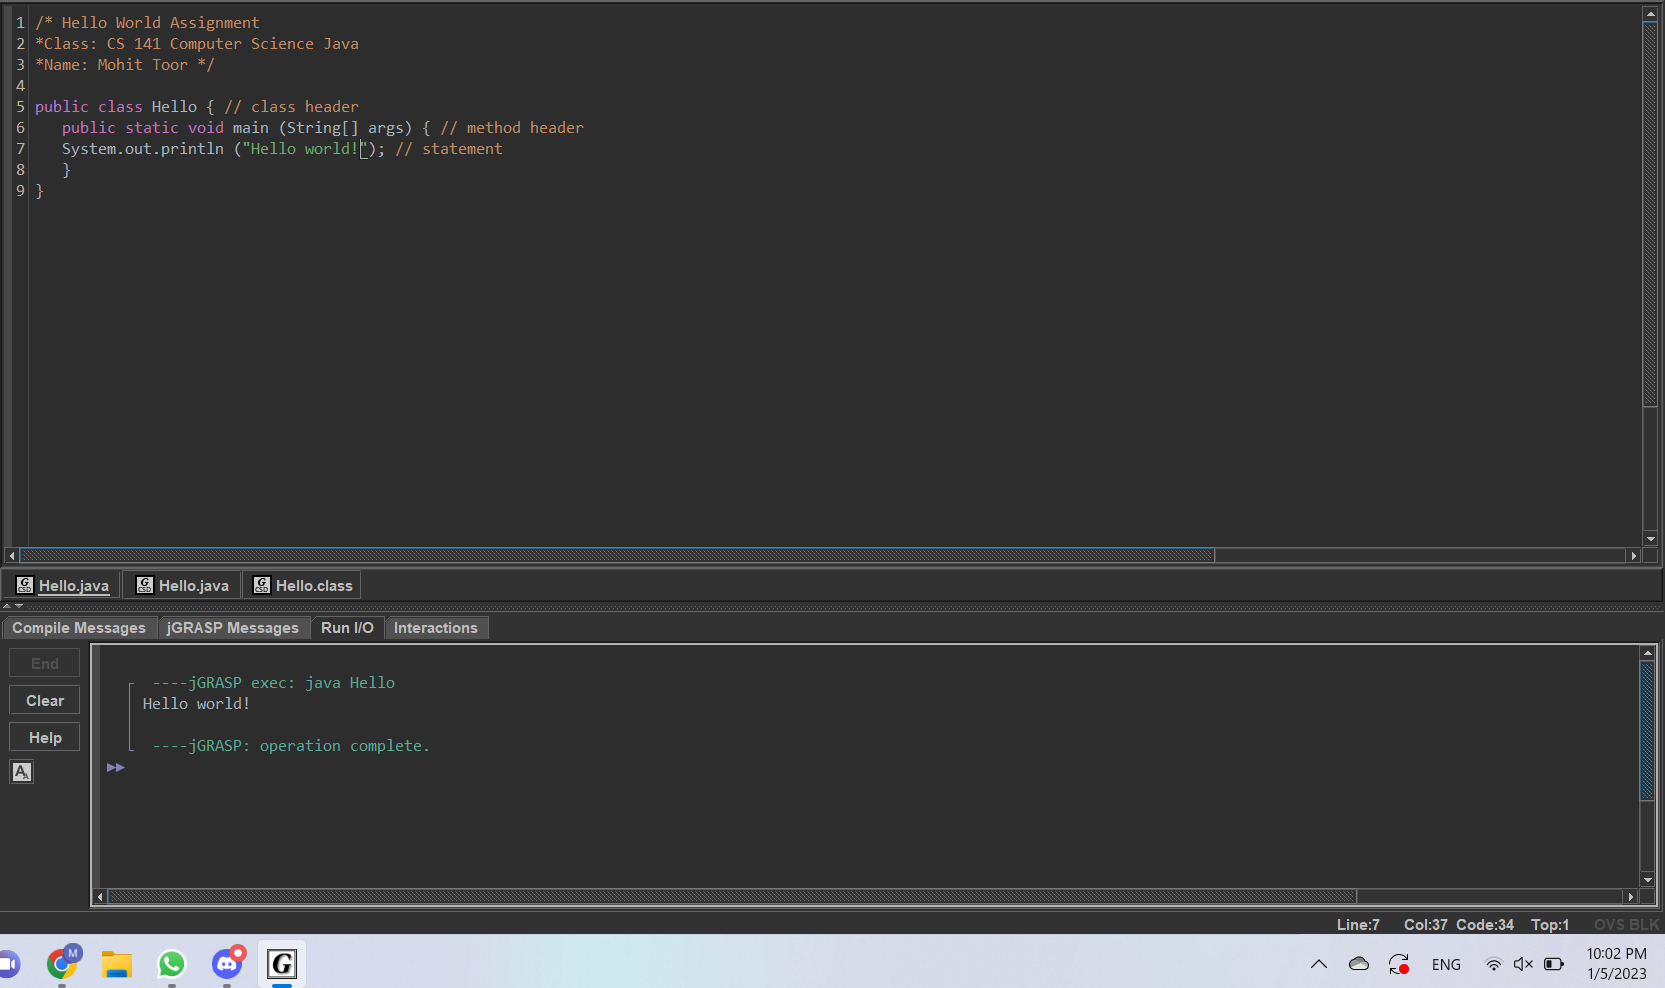 1 /* Hello World Assignment
2 *Class: CS 141 Computer Science Java
3 *Name: Mohit Toor */
4
5 public class Hello { // class header
6    public static void main (String[] args) { // method header
7    System.out.println ("Hello world!"); // statement
8    }
9 }
Hello.java Hello.java Hello.class
Compile Messages jGRASP Messages Run I/O Interactions
End
Clear
Help
----jGRASP exec: java Hello
Hello world!
----jGRASP: operation complete.
Line:7 Col:37 Code:34 Top:1 OVS BLK
M
G
ENG
10:02 PM
1/5/2023